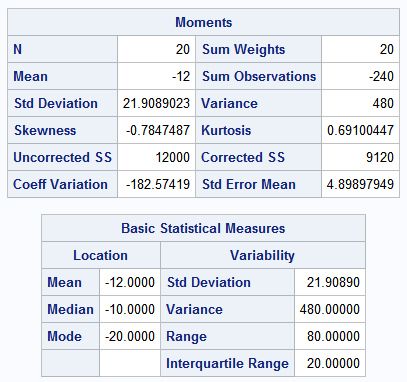 Moments
N 20 Sum Weights 20
Mean -12 Sum Observations -240
Std Deviation 21.9089023 Variance 480
Skewness -0.7847487 Kurtosis 0.69100447
Uncorrected SS 12000 Corrected SS 9120
Coeff Variation -182.57419 Std Error Mean 4.89897949
Basic Statistical Measures
Location Variability
Mean -12.0000 Std Deviation 21.90890
Median -10.0000 Variance 480.00000
Mode -20.0000 Range 80.00000
Interquartile Range 20.00000